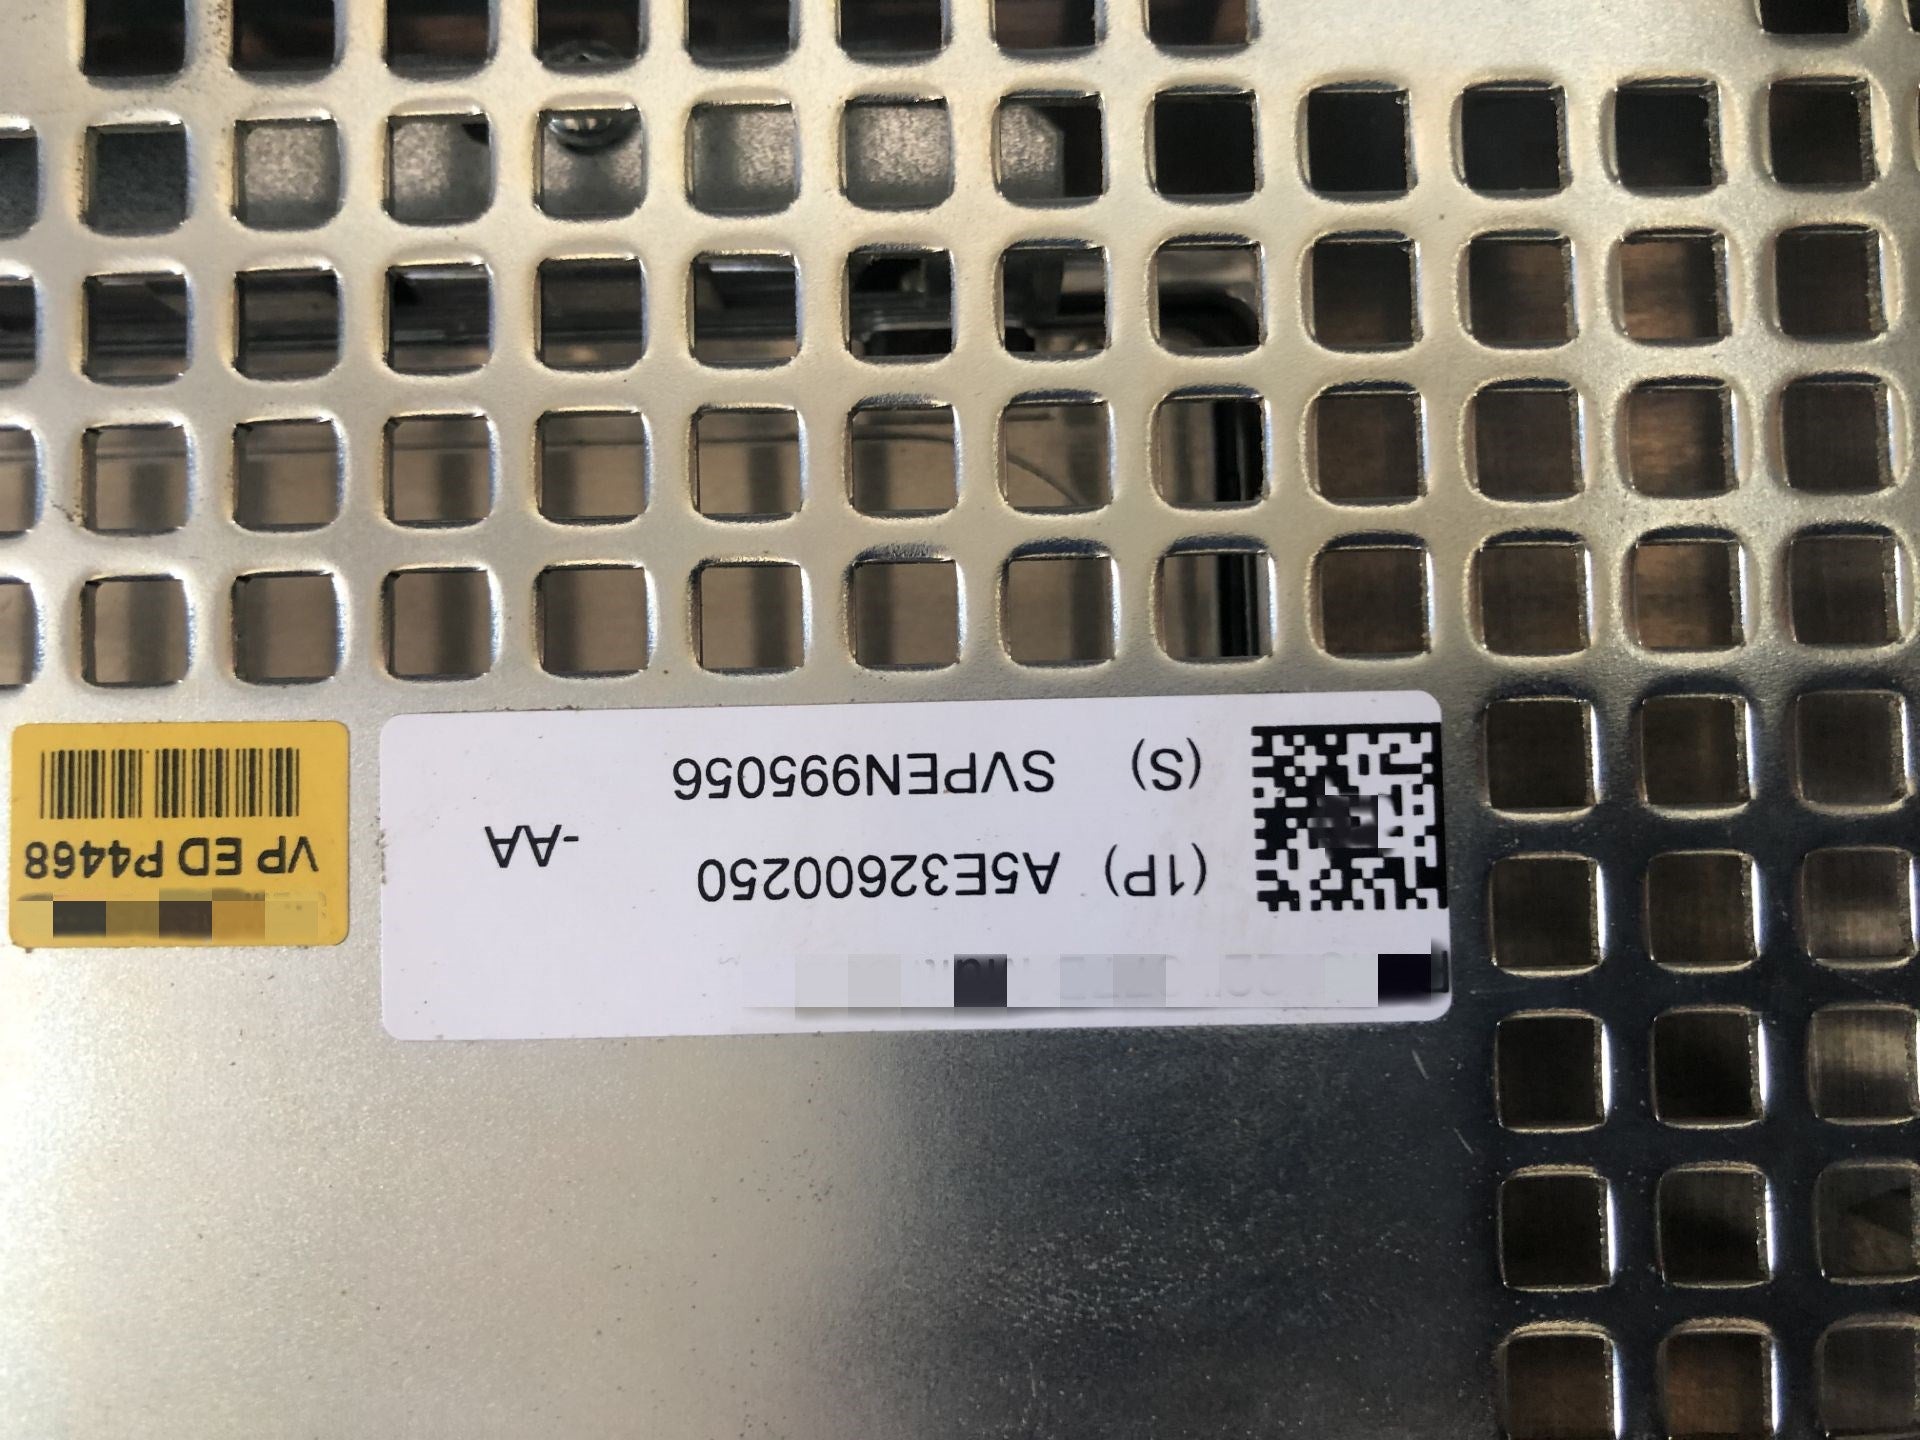 (1P) A5E32600250
-AA
(S) SVPEN995056
VP ED P4468